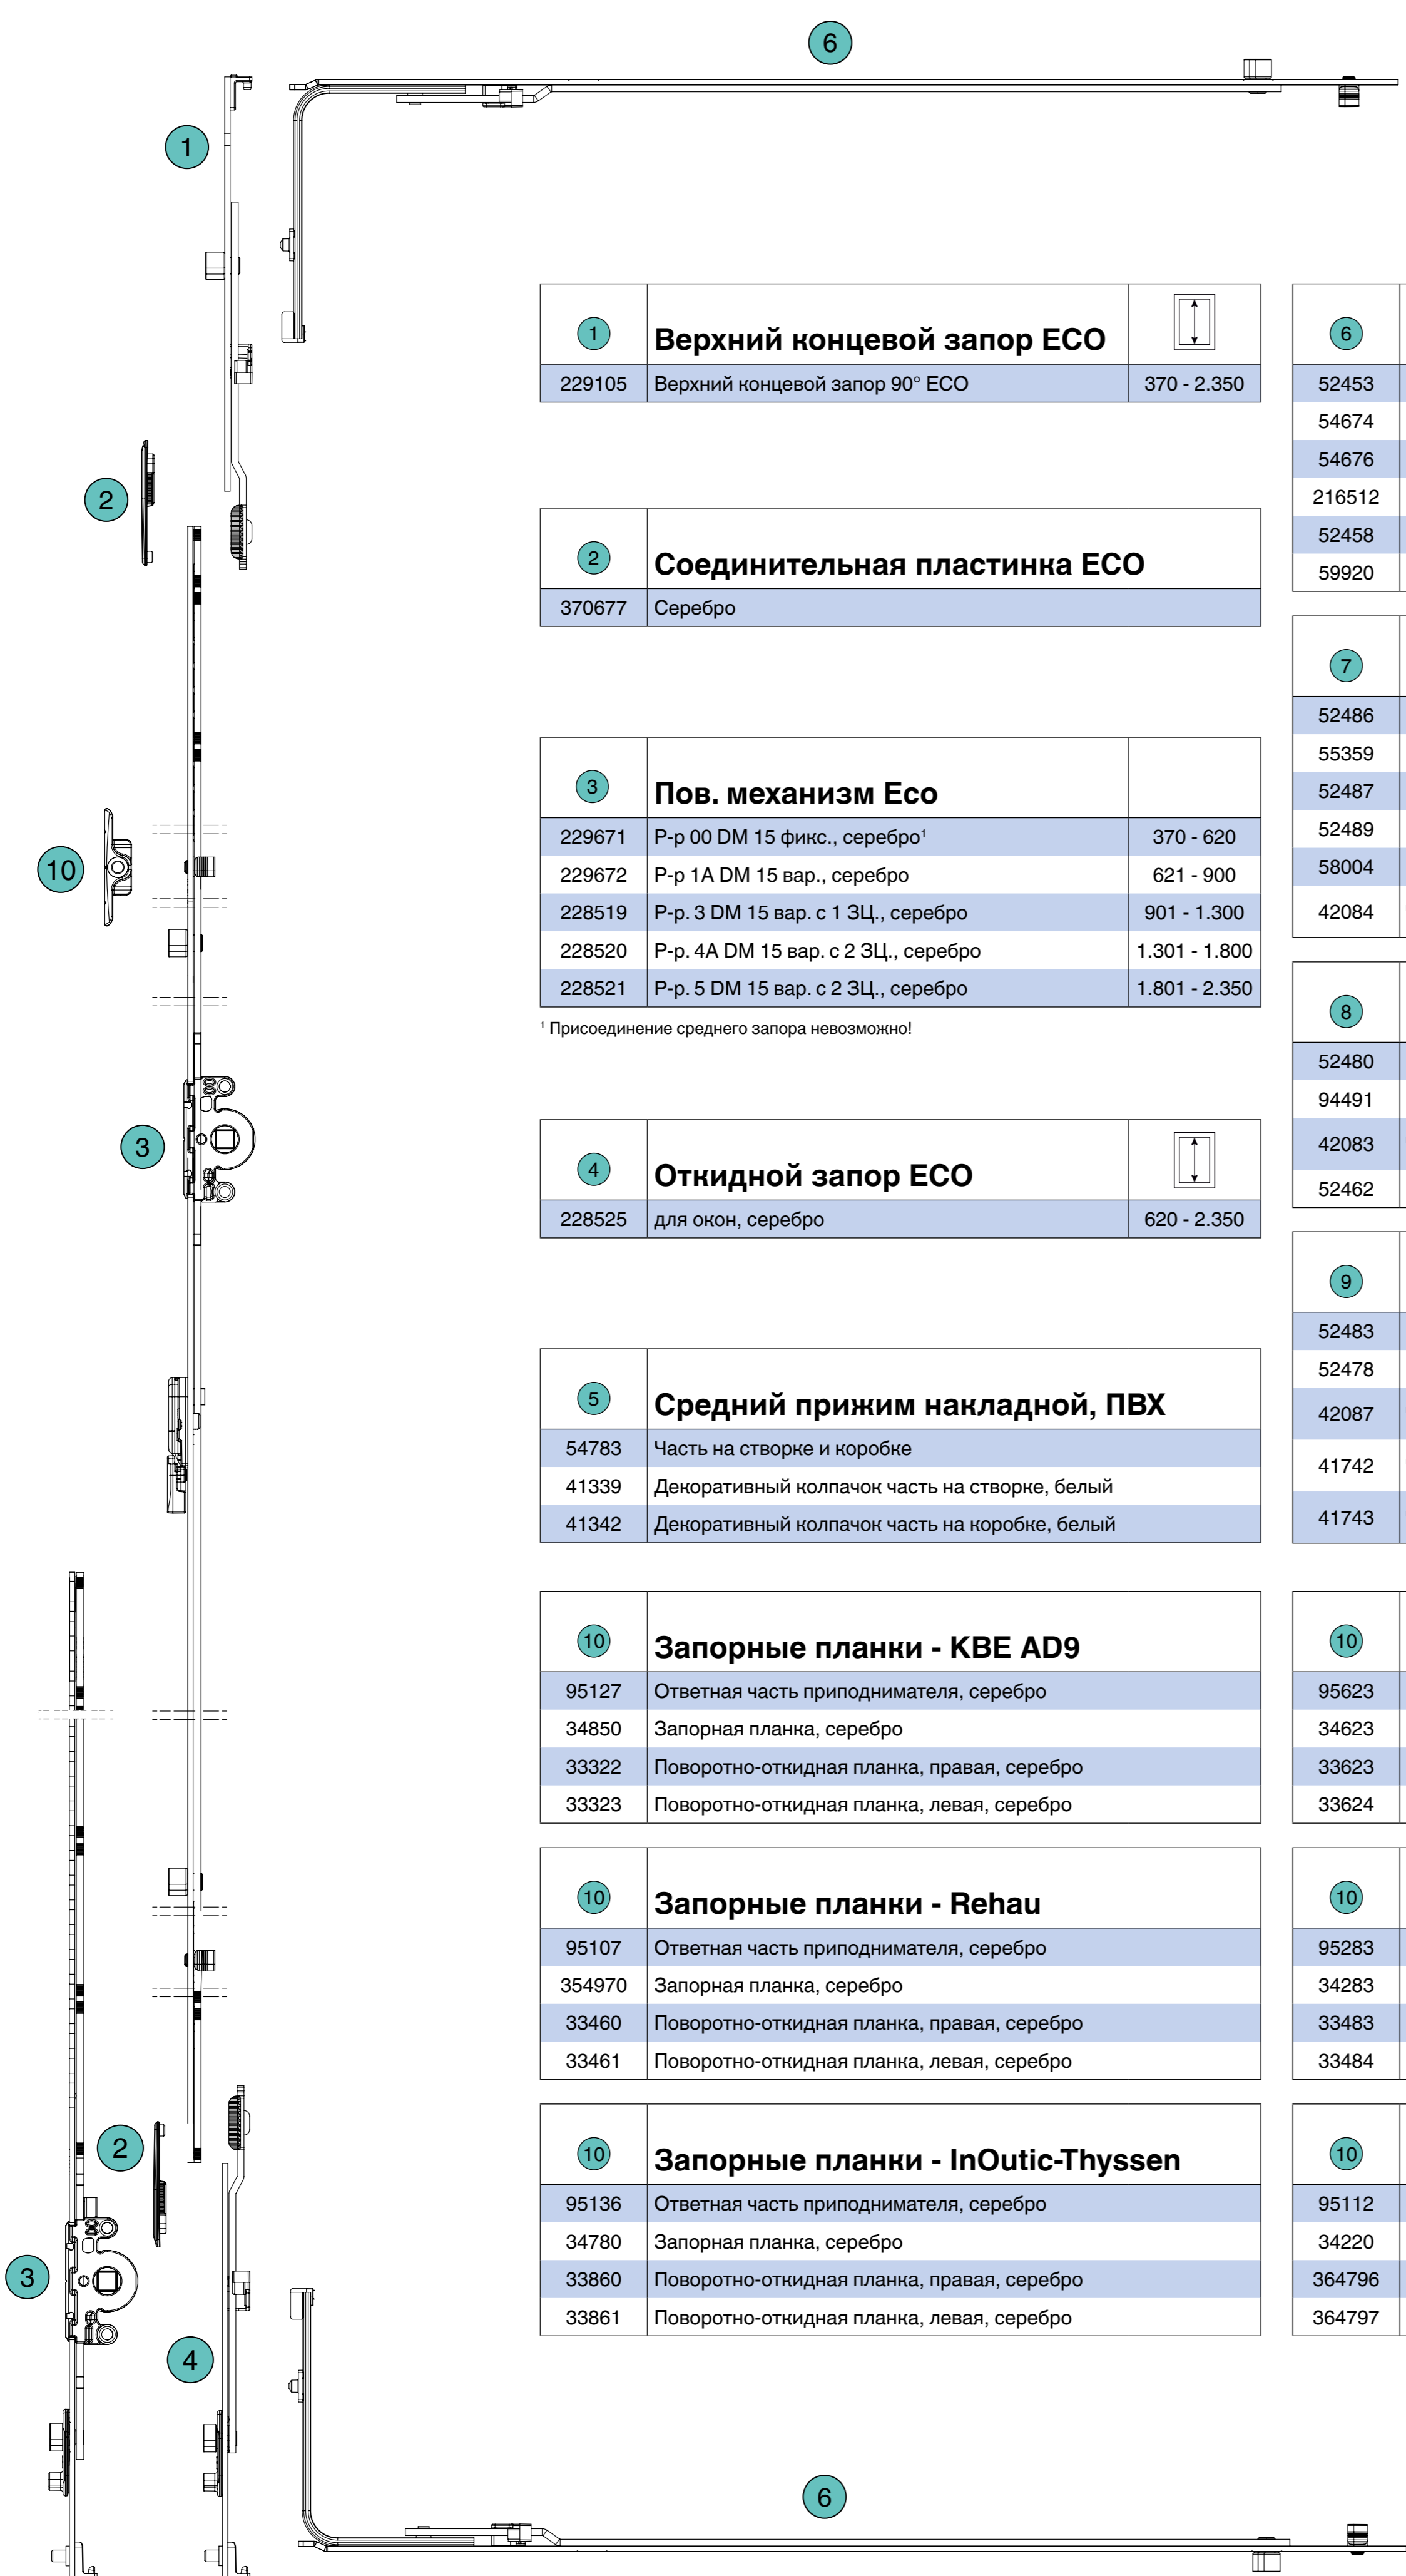 6
1
1 Верхний концевой запор ECO
229105 Верхний концевой запор 90° ECO 370 - 2.350
2
2 Соединительная пластинка ECO
370677 Серебро
3 Пов. механизм Eco
229671 Р-р 00 DM 15 фикс., серебро¹ 370 - 620
229672 Р-р 1А DM 15 вар., серебро 621 - 900
228519 Р-р. 3 DM 15 вар. с 1 ЗЦ., серебро 901 - 1.300
228520 Р-р. 4А DM 15 вар. с 2 ЗЦ., серебро 1.301 - 1.800
228521 Р-р. 5 DM 15 вар. с 2 ЗЦ., серебро 1.801 - 2.350
¹ Присоединение среднего запора невозможно!
10
3
4 Откидной запор ECO
228525 для окон, серебро 620 - 2.350
5 Средний прижим накладной, ПВХ
54783 Часть на створке и коробке
41339 Декоративный колпачок часть на створке, белый
41342 Декоративный колпачок часть на коробке, белый
10 Запорные планки - KBE AD9
95127 Ответная часть приподнимателя, серебро
34850 Запорная планка, серебро
33322 Поворотно-откидная планка, правая, серебро
33323 Поворотно-откидная планка, левая, серебро
10 Запорные планки - Rehau
95107 Ответная часть приподнимателя, серебро
354970 Запорная планка, серебро
33460 Поворотно-откидная планка, правая, серебро
33461 Поворотно-откидная планка, левая, серебро
10 Запорные планки - InOutic-Thyssen
95136 Ответная часть приподнимателя, серебро
34780 Запорная планка, серебро
33860 Поворотно-откидная планка, правая, серебро
33861 Поворотно-откидная планка, левая, серебро
2
3
4
6
6
52453
54674
54676
216512
52458
59920
7
52486
55359
52487
52489
58004
42084
8
52480
94491
42083
52462
9
52483
52478
42087
41742
41743
10
95623
34623
33623
33624
10
95283
34283
33483
33484
10
95112
34220
364796
364797